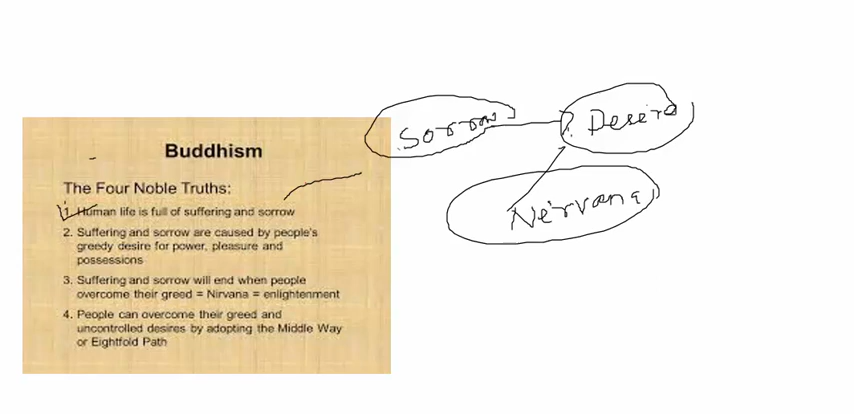 Buddhism
The Four Noble Truths:
1. Human life is full of suffering and sorrow
2. Suffering and sorrow are caused by people's
greedy desire for power, pleasure and
possessions
3. Suffering and sorrow will end when people
overcome their greed = Nirvana = enlightenment
4. People can overcome their greed and
uncontrolled desires by adopting the Middle Way
or Eightfold Path
Sorrow
Desire
Nirvana